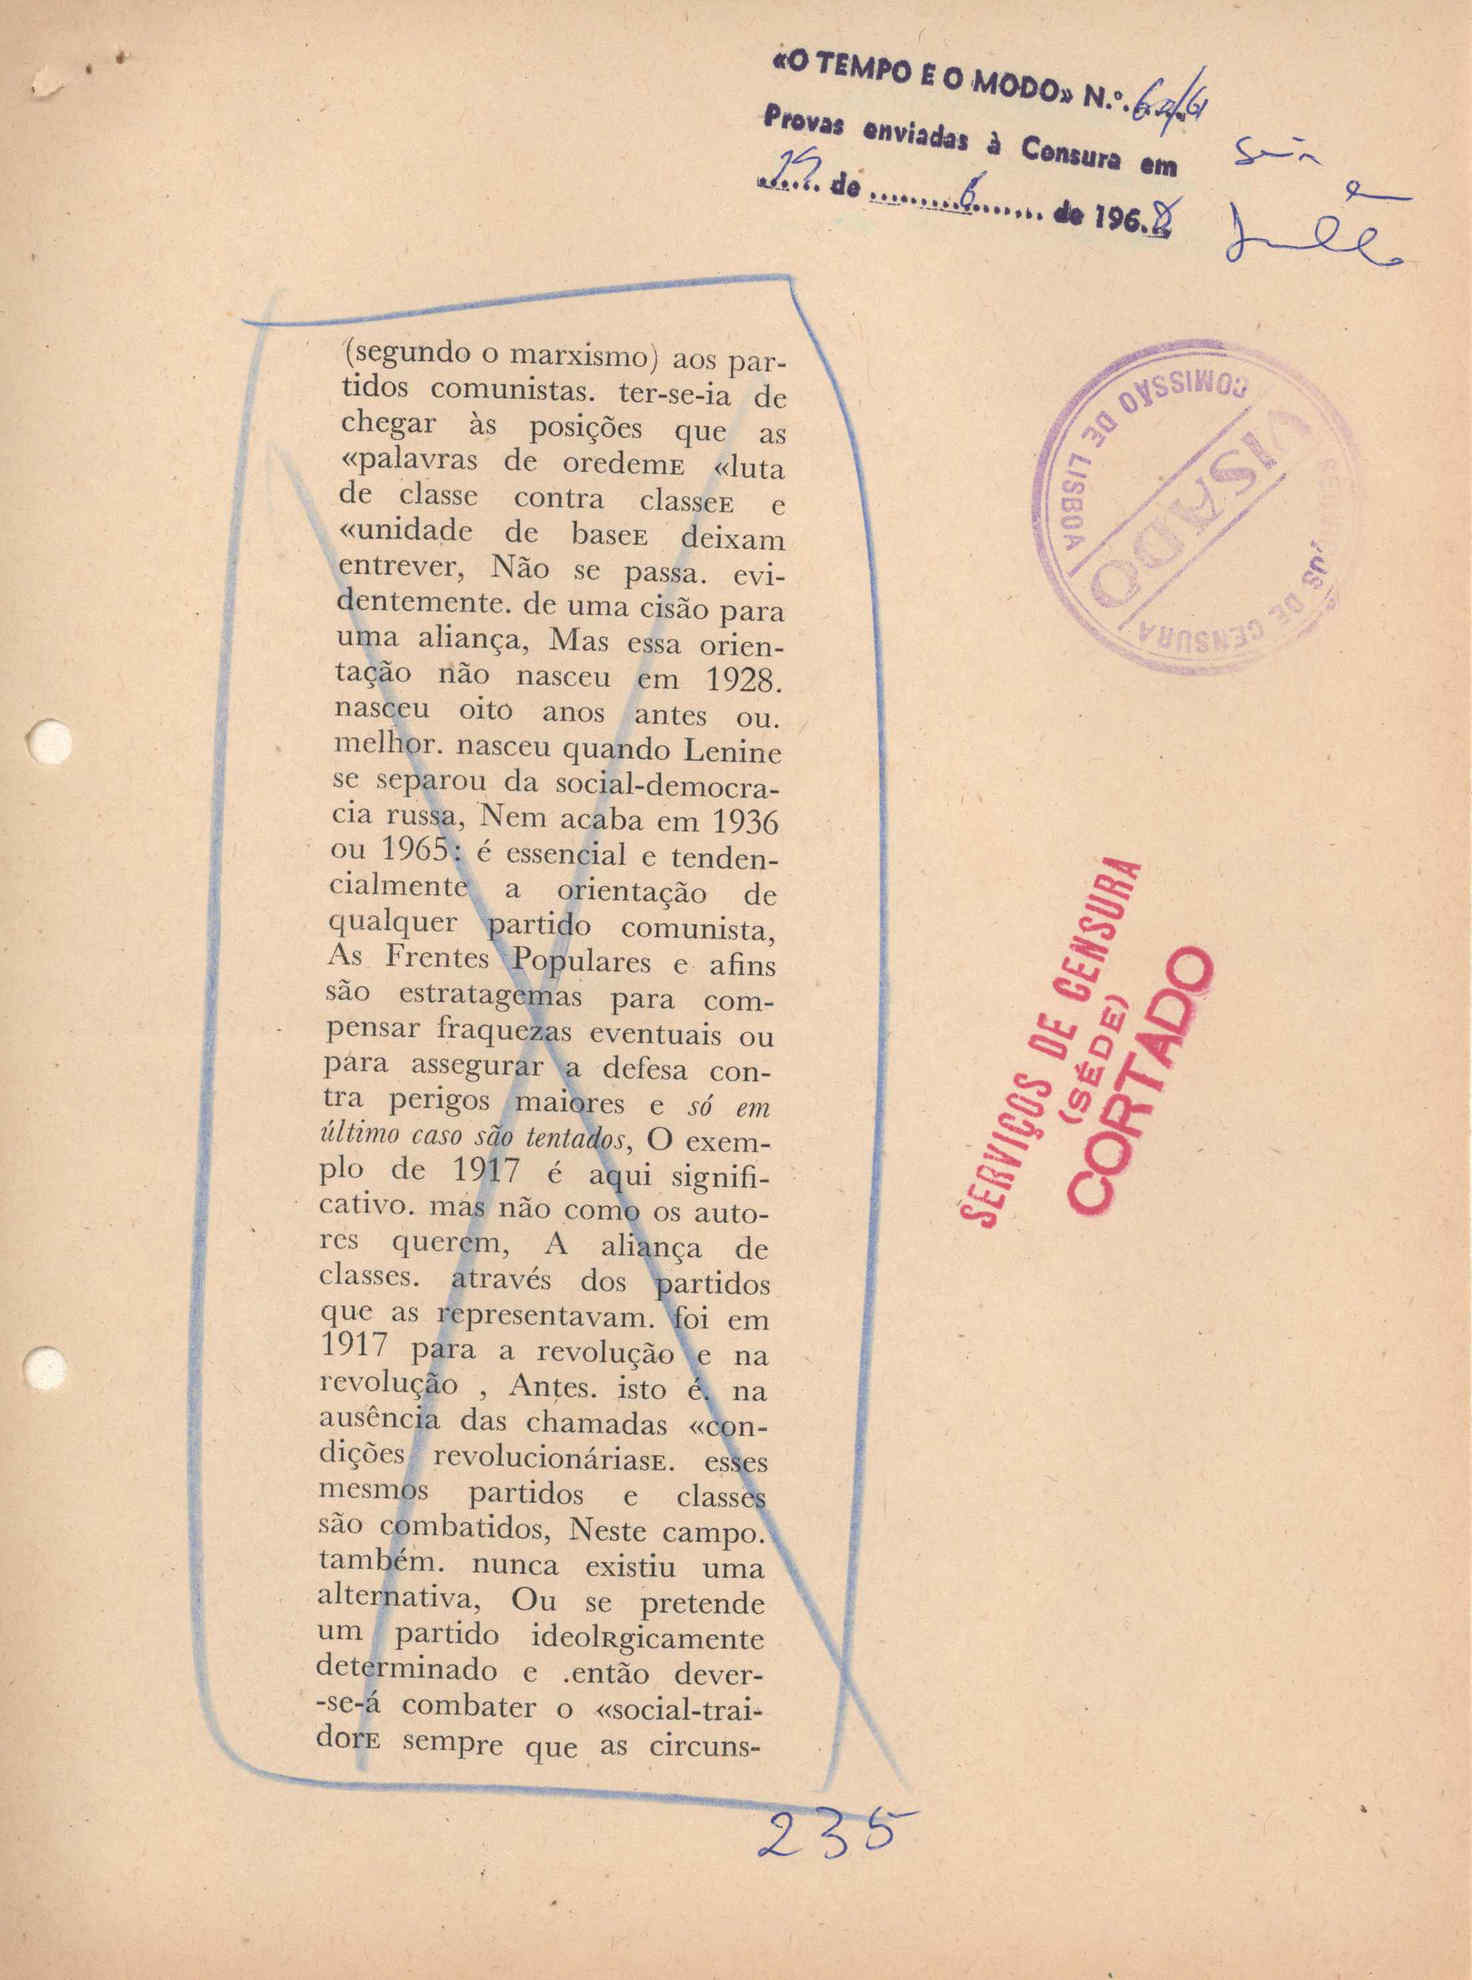 «O TEMPO E O MODO» N.º
Provas enviadas à Censura em
de 6 de 1968
em
(segundo o marxismo) aos par-
tidos comunistas. ter-se-ia de
chegar às posições que as
«palavras de oredemE «luta
de classe contra classeE e
«unidade de baseE deixam
entrever, Não se passa. evi-
dentemente. de uma cisão para
uma aliança, Mas essa orien-
tação não nasceu em 1928.
nasceu oito anos antes ou.
melhor. nasceu quando Lenine
se separou da social-democra-
cia russa, Nem acaba em 1936
ou 1965: é essencial e tenden-
cialmente a orientação de
qualquer partido comunista,
As Frentes Populares e afins
são estratagemas para com-
pensar fraquezas eventuais ou
para assegurar a defesa con-
tra perigos maiores e só em
último caso são tentados, O exem-
plo de 1917 é aqui signifi-
cativo. mas não como os auto-
res querem, A aliança de
classes. através dos partidos
que as representavam. foi em
1917 para a revolução e na
revolução , Antes. isto é. na
ausência das chamadas «con-
dições revolucionáriasE. esses
mesmos partidos e classes
são combatidos, Neste campo.
também. nunca existiu uma
alternativa, Ou se pretende
um partido ideolRgicamente
determinado e .então dever-
-se-á combater o «social-trai-
dorE sempre que as circuns-
235
COMISSÃO DE LISBOA
VISADO
DE CENSURA
SERVIÇOS DE CENSURA
(SÉDE)
CORTADO